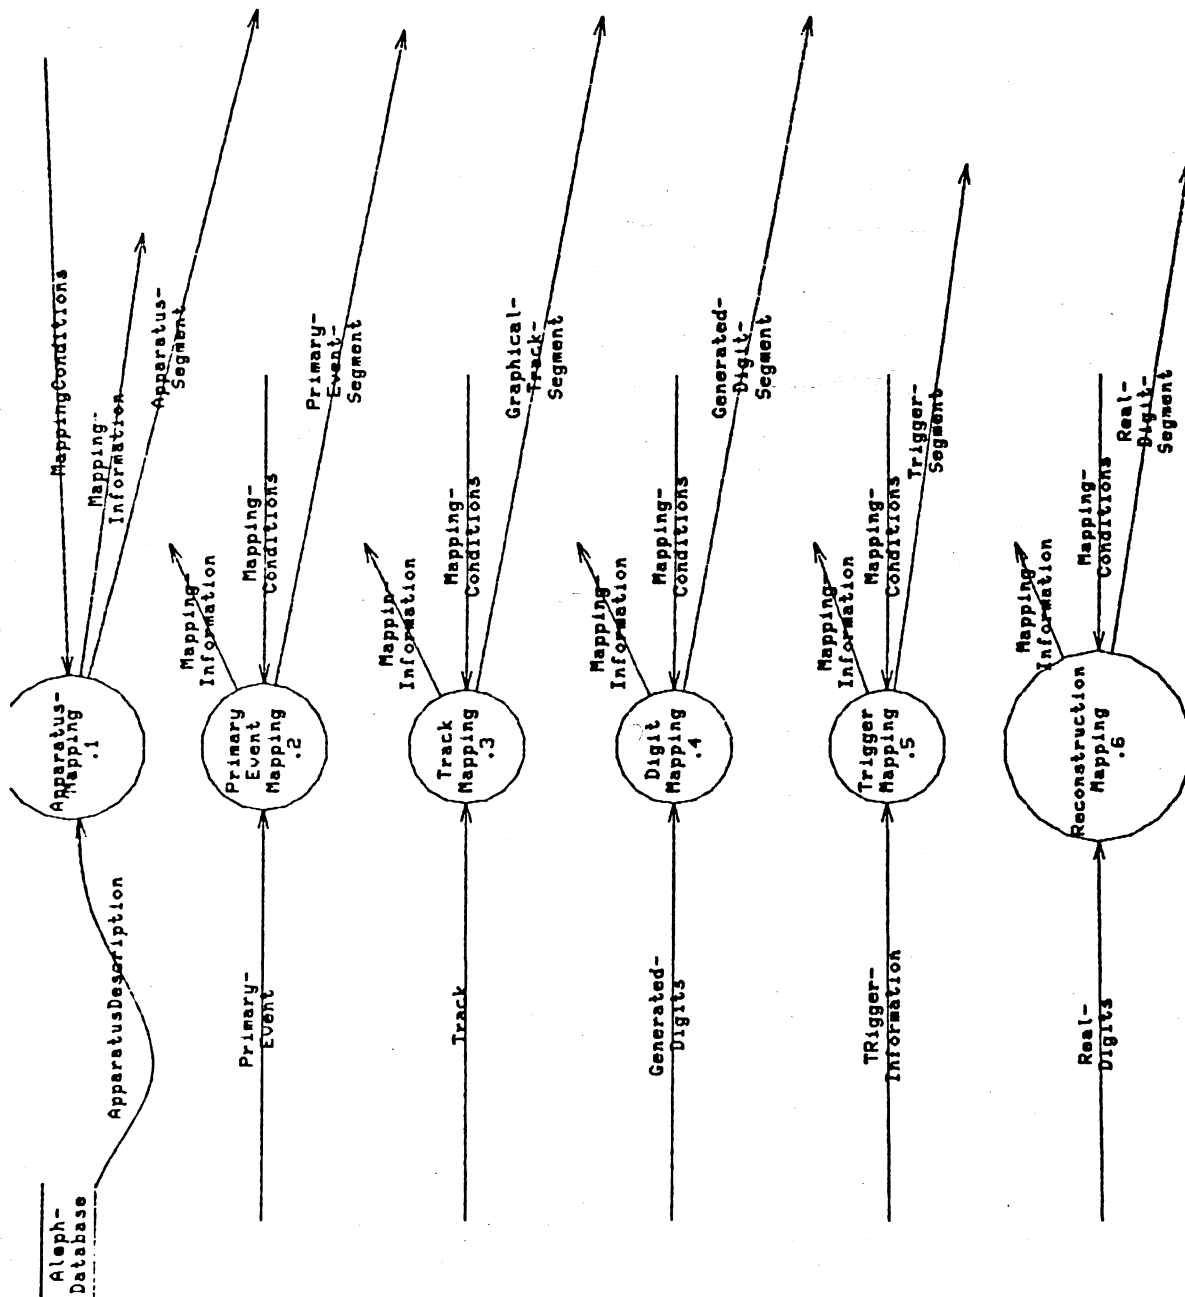 Aleph-
Database
ApparatusDescription
Apparatus-
Mapping
.1
MappingConditions
Mapping-
Information
Apparatus-
Segment
Primary-
Event
Primary
Event
Mapping
.2
Mapping-
Information
Mapping-
Conditions
Primary-
Event-
Segment
Track
Track
Mapping
.3
Mappin-
Information
Mapping-
Conditions
Graphical-
Track-
Segment
Generated-
Digits
Digit
Mapping
.4
Mapping-
Information
Mapping-
Conditions
Generated-
Digit-
Segment
TRigger-
Information
Trigger
Mapping
.5
Mapping-
Information
Mapping-
Conditions
Trigger-
Segment
Real-
Digits
Reconstruction
Mapping
.6
Mapping-
Information
Mapping-
Conditions
Real-
Digit-
Segment